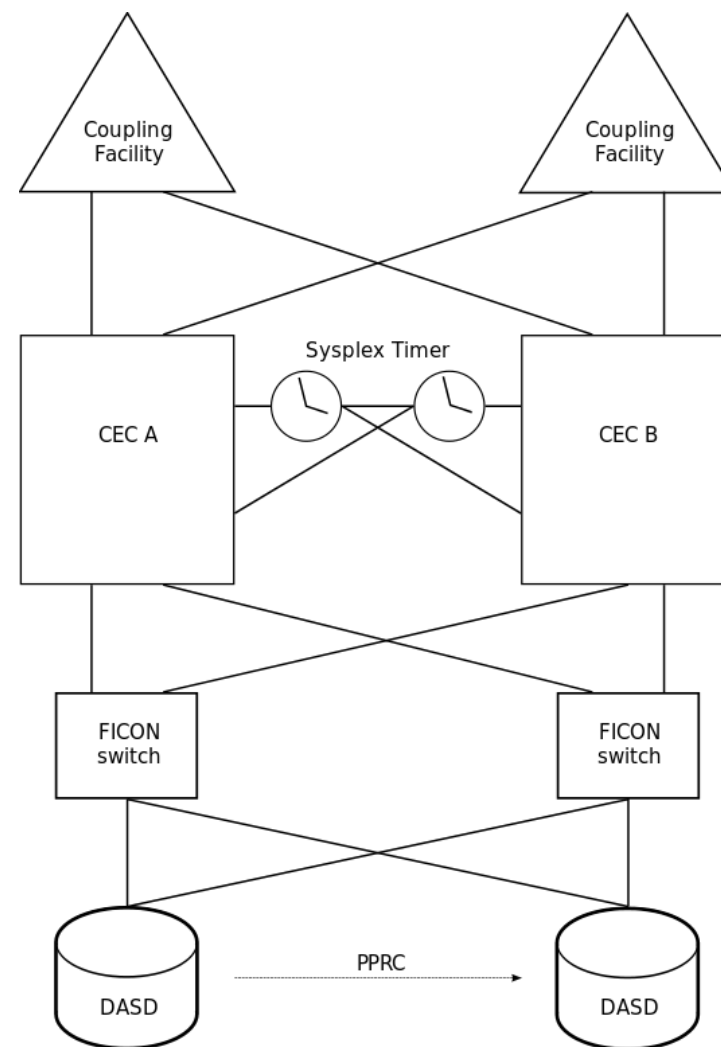 Coupling
Facility
Coupling
Facility
Sysplex Timer
CEC A
CEC B
FICON
switch
FICON
switch
PPRC
DASD
DASD